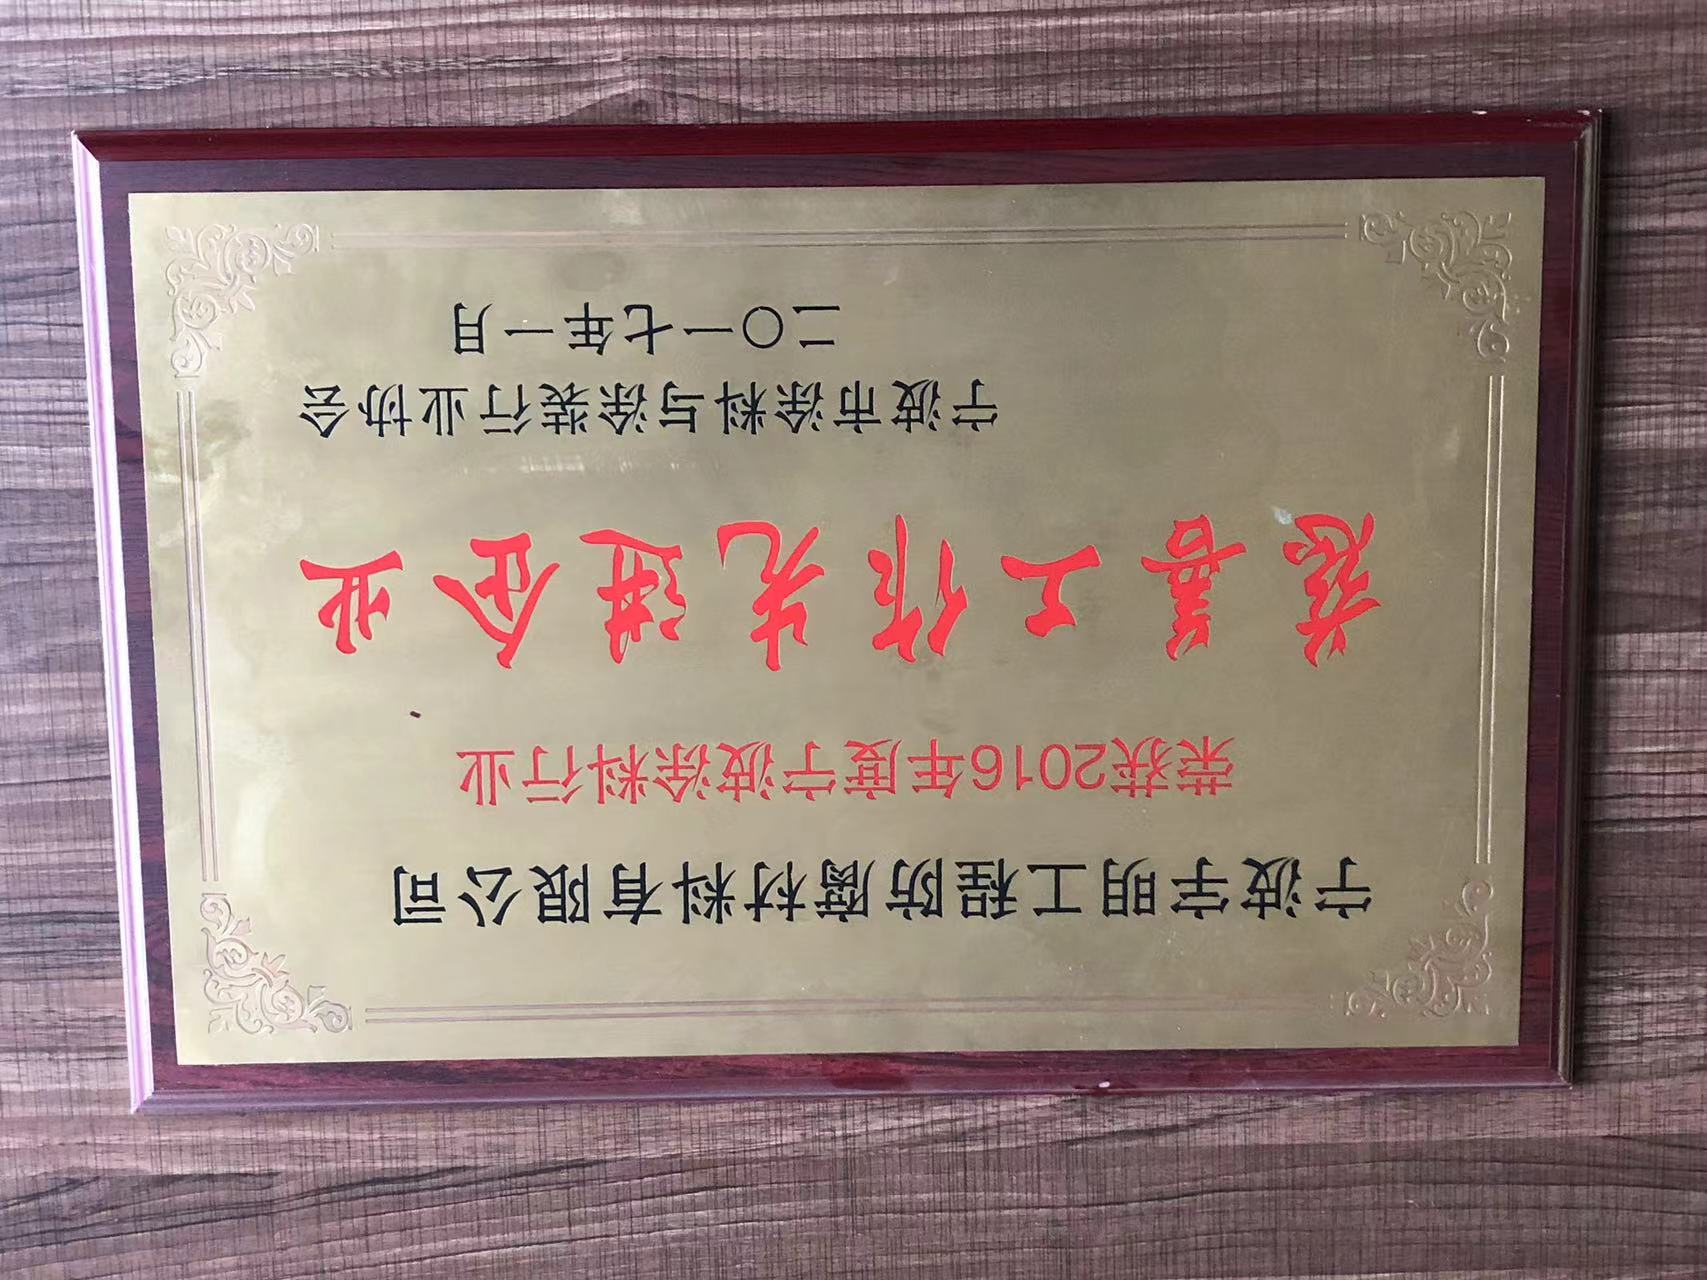 宁波宇明工程防腐材料有限公司
荣获2016年度宁波涂料行业
慈善工作先进企业
宁波市涂料与涂装行业协会
二〇一七年一月